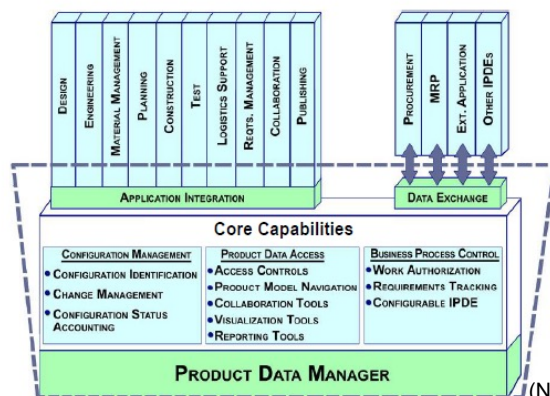 DESIGN
ENGINEERING
MATERIAL MANAGEMENT
PLANNING
CONSTRUCTION
TEST
LOGISTICS SUPPORT
REQTS. MANAGEMENT
COLLABORATION
PUBLISHING
PROCUREMENT
MRP
EXT. APPLICATION
OTHER IPDES
APPLICATION INTEGRATION
DATA EXCHANGE
Core Capabilities
CONFIGURATION MANAGEMENT
• CONFIGURATION IDENTIFICATION
• CHANGE MANAGEMENT
• CONFIGURATION STATUS
ACCOUNTING
PRODUCT DATA ACCESS
• ACCESS CONTROLS
• PRODUCT MODEL NAVIGATION
• COLLABORATION TOOLS
• VISUALIZATION TOOLS
• REPORTING TOOLS
BUSINESS PROCESS CONTROL
• WORK AUTHORIZATION
• REQUIREMENTS TRACKING
• CONFIGURABLE IPDE
PRODUCT DATA MANAGER
(N